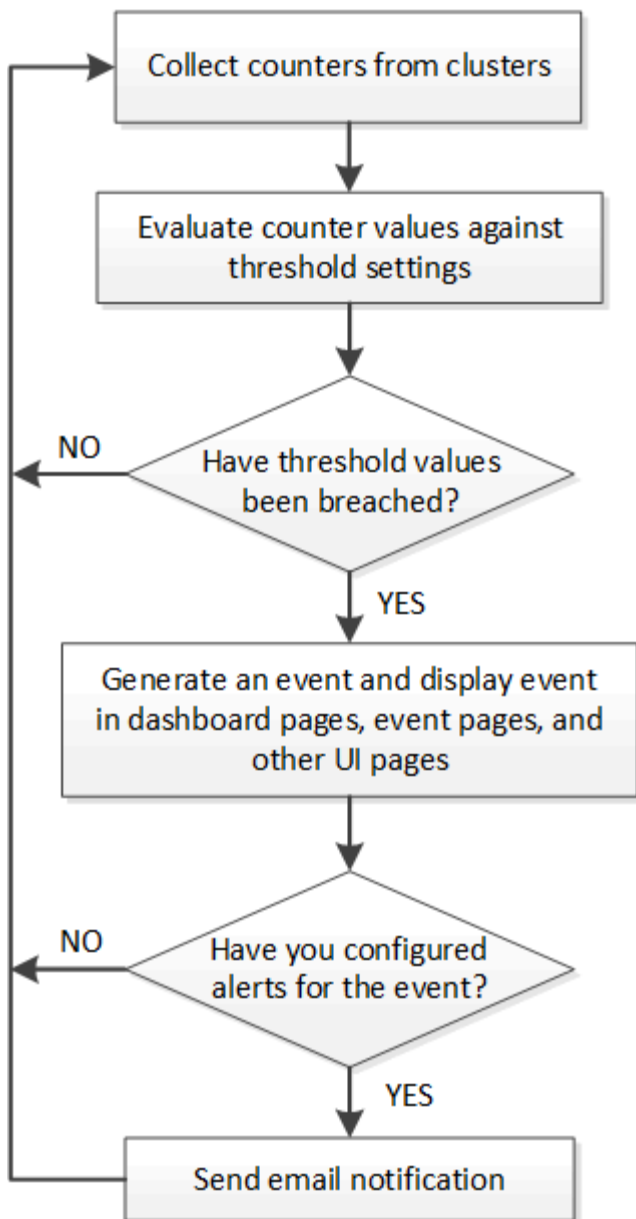 Collect counters from clusters
Evaluate counter values against
threshold settings
NO
Have threshold values
been breached?
YES
Generate an event and display event
in dashboard pages, event pages, and
other UI pages
NO
Have you configured
alerts for the event?
YES
Send email notification